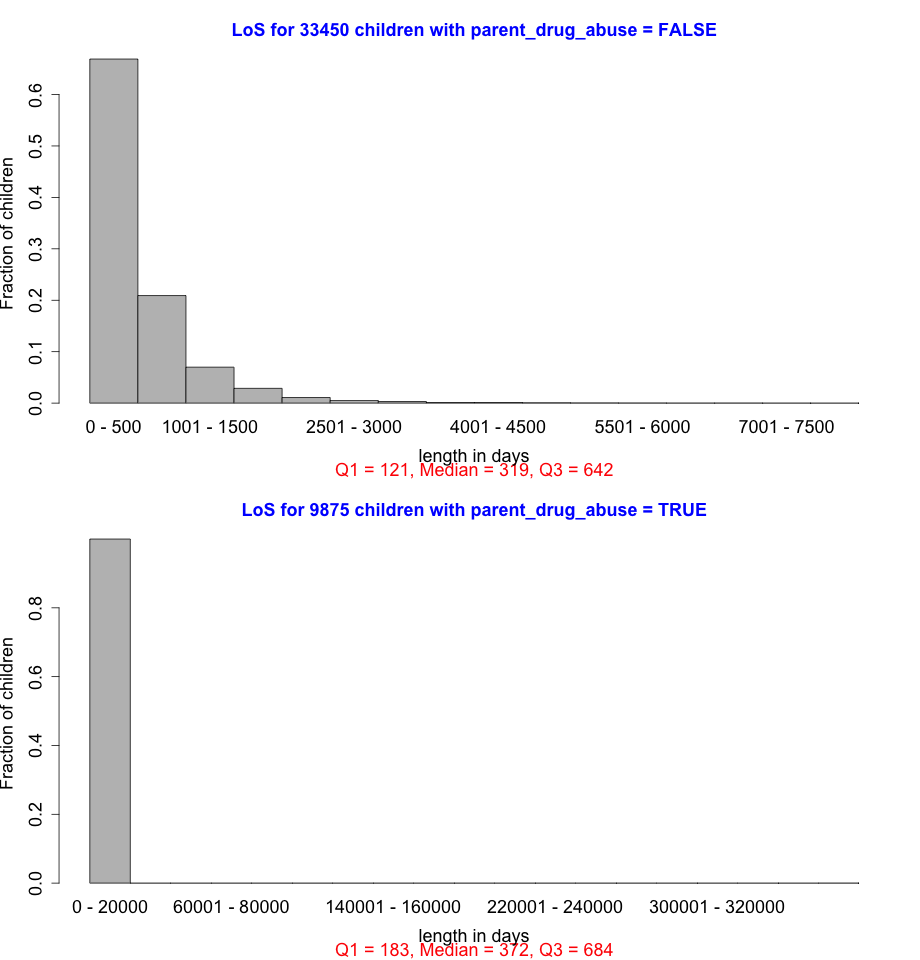 LoS for 33450 children with parent_drug_abuse = FALSE
Fraction of children
0.0 0.1 0.2 0.3 0.4 0.5 0.6
0 - 500 1001 - 1500 2501 - 3000 4001 - 4500 5501 - 6000 7001 - 7500
length in days
Q1 = 121, Median = 319, Q3 = 642
LoS for 9875 children with parent_drug_abuse = TRUE
Fraction of children
0.0 0.2 0.4 0.6 0.8
0 - 20000 60001 - 80000 140001 - 160000 220001 - 240000 300001 - 320000
length in days
Q1 = 183, Median = 372, Q3 = 684